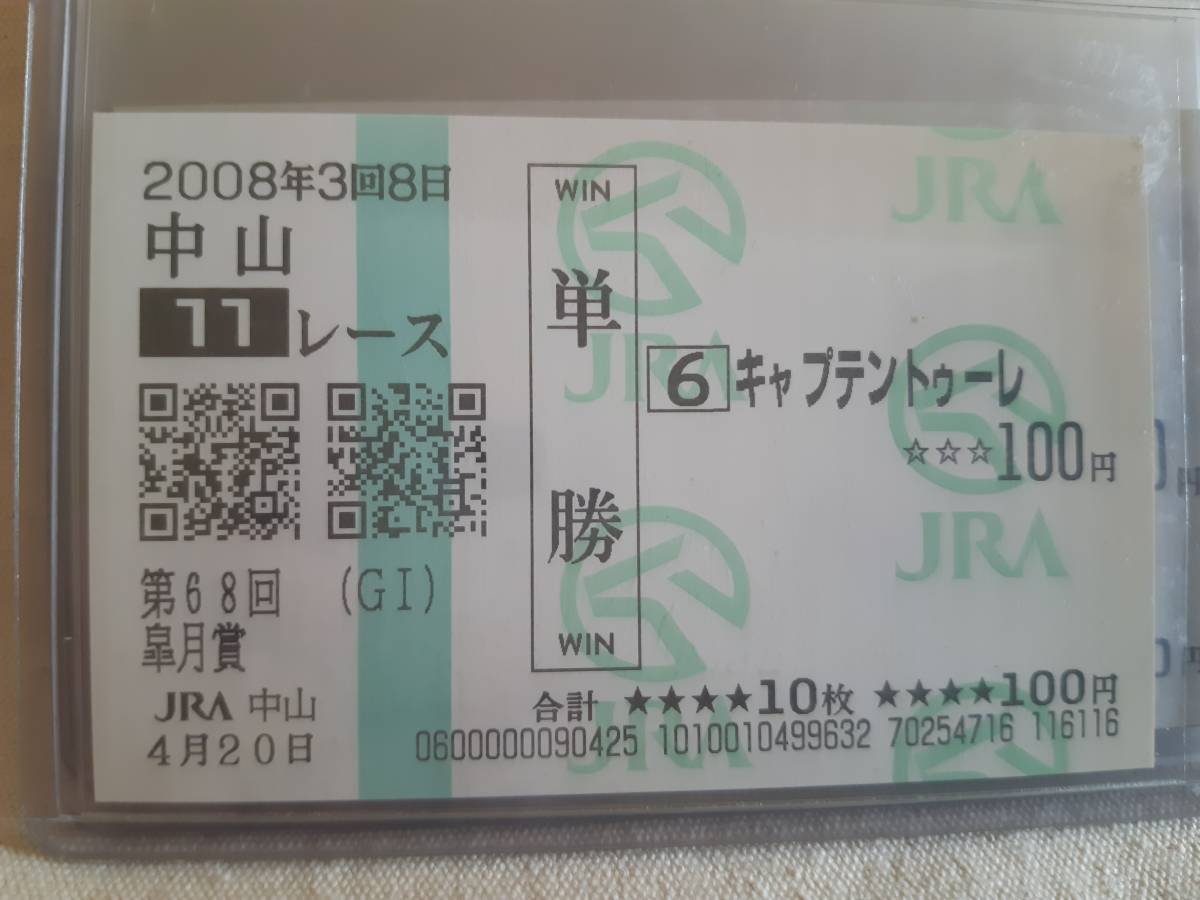 2008年3回8日
中山
11レース
第68回 (GI)
皐月賞
JRA 中山
4月20日
WIN
単勝
WIN
6 キャプテントゥーレ
☆☆☆100円
合計 ★★★★10枚 ★★★★100円
0600000090425 1010010499632 70254716 116116
JRA
JRA
JRA
JRA